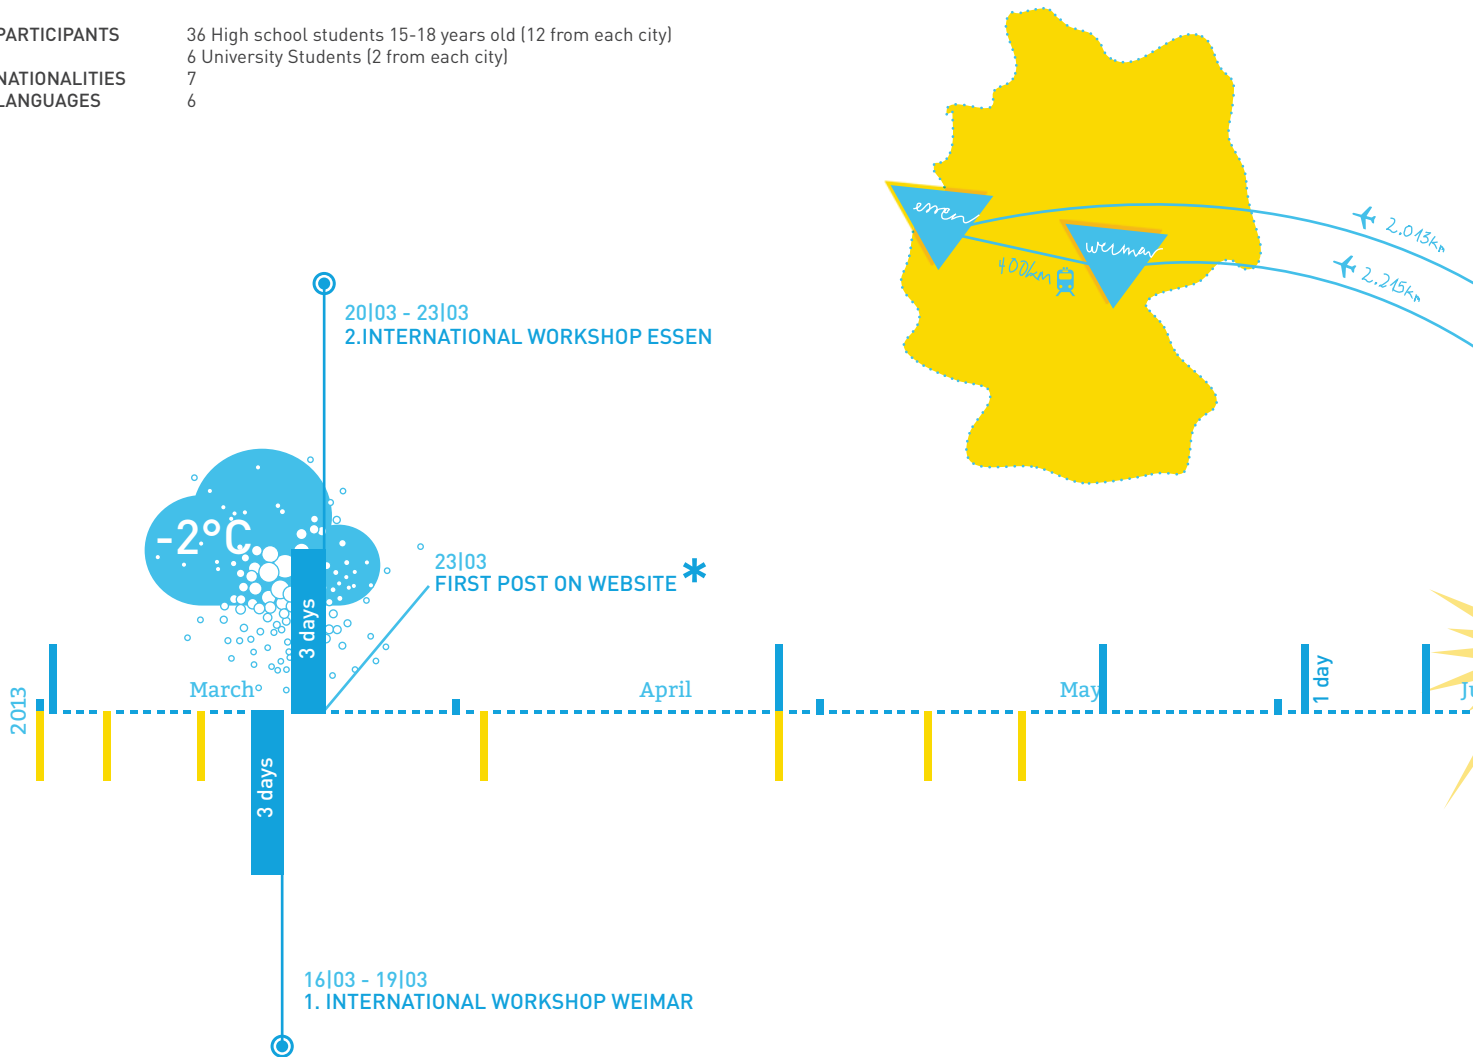 PARTICIPANTS 36 High school students 15-18 years old (12 from each city)
6 University Students (2 from each city)
NATIONALITIES 7
LANGUAGES 6
essen
weimar
400km
2.013km
2.215km
20|03 - 23|03
2.INTERNATIONAL WORKSHOP ESSEN
-2°C
23|03
FIRST POST ON WEBSITE *
3 days
2013
March
April
May
1 day
3 days
16|03 - 19|03
1. INTERNATIONAL WORKSHOP WEIMAR